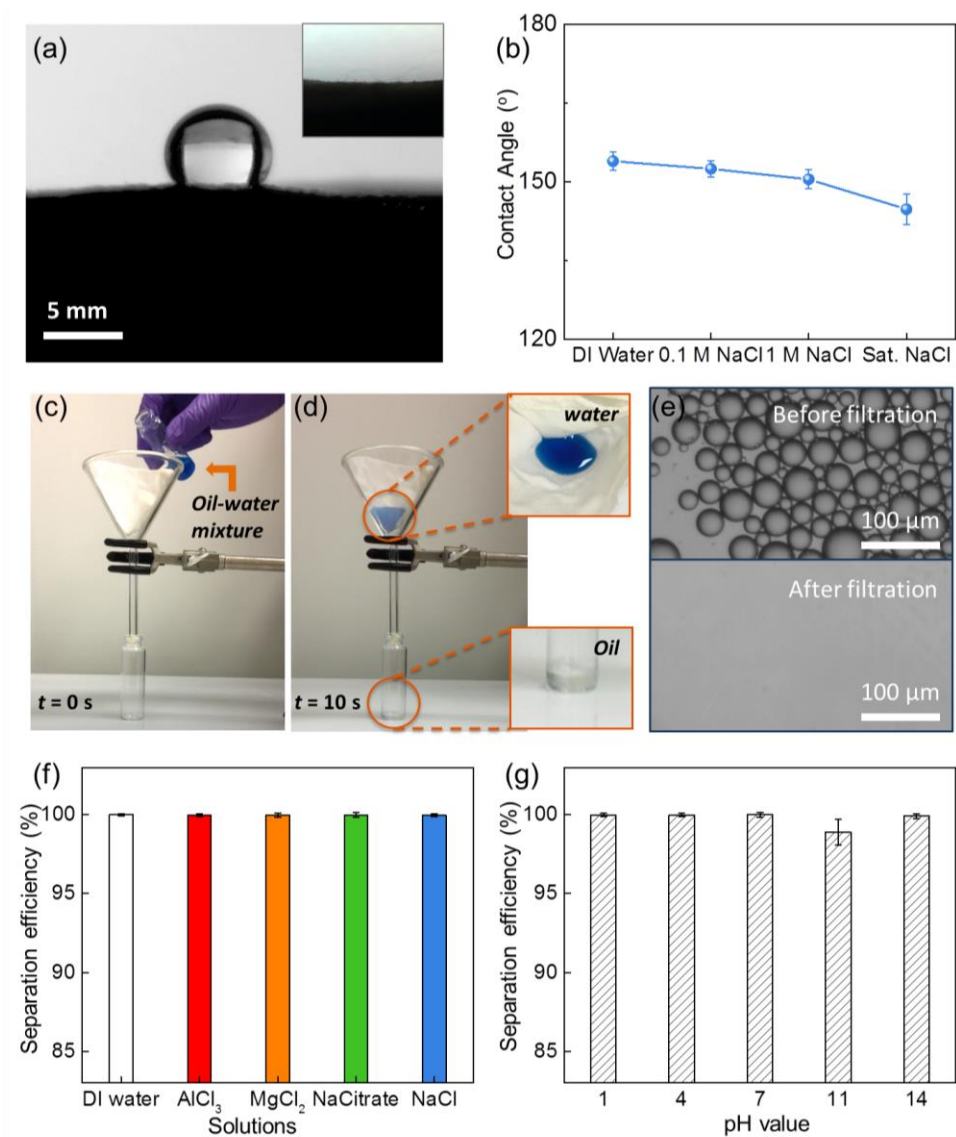 (a)
5 mm
(b)
Contact Angle (º)
180
150
120
DI Water 0.1 M NaCl 1 M NaCl Sat. NaCl
(c)
Oil-water
mixture
t = 0 s
(d)
water
Oil
t = 10 s
(e)
Before filtration
100 µm
After filtration
100 µm
(f)
Separation efficiency (%)
100
95
90
85
DI water AlCl₃ MgCl₂ NaCitrate NaCl
Solutions
(g)
Separation efficiency (%)
100
95
90
85
1 4 7 11 14
pH value